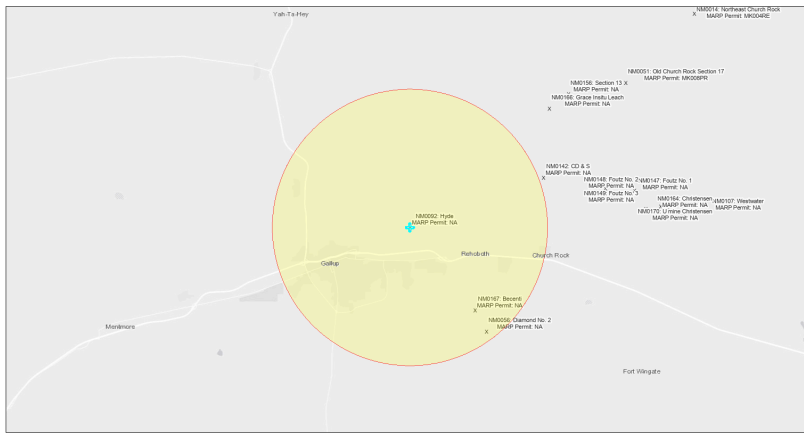 Yah-Ta-Hey
NM0014: Northeast Church Rock
MARP Permit: MK004RE
NM0051: Old Church Rock Section 17
MARP Permit: MK008PR
NM0156: Section 13
MARP Permit: NA
NM0166: Grace Insitu Leach
MARP Permit: NA
NM0142: CD & S
MARP Permit: NA
NM0148: Foutz No. 2
MARP Permit: NA
NM0147: Foutz No. 1
MARP Permit: NA
NM0149: Foutz No. 3
MARP Permit: NA
NM0164: Christensen
MARP Permit: NA
NM0107: Westwater
MARP Permit: NA
NM0170: U mine Christensen
MARP Permit: NA
NM0092: Hyde
MARP Permit: NA
Rehoboth
Church Rock
Gallup
NM0167: Becenti
MARP Permit: NA
NM0058: Diamond No. 2
MARP Permit: NA
Mentmore
Fort Wingate